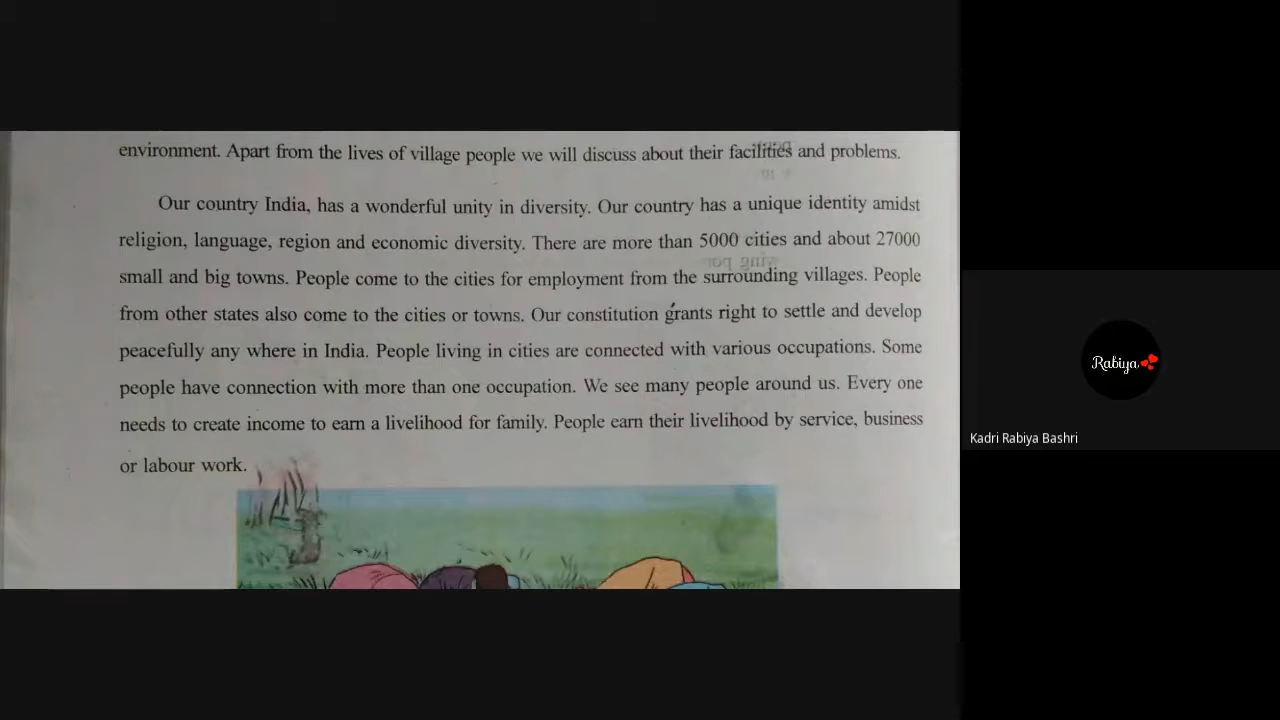 environment. Apart from the lives of village people we will discuss about their facilities and problems.
Our country India, has a wonderful unity in diversity. Our country has a unique identity amidst
religion, language, region and economic diversity. There are more than 5000 cities and about 27000
small and big towns. People come to the cities for employment from the surrounding villages. People
from other states also come to the cities or towns. Our constitution grants right to settle and develop
peacefully any where in India. People living in cities are connected with various occupations. Some
people have connection with more than one occupation. We see many people around us. Every one
needs to create income to earn a livelihood for family. People earn their livelihood by service, business
or labour work.
Rabiya
Kadri Rabiya Bashri